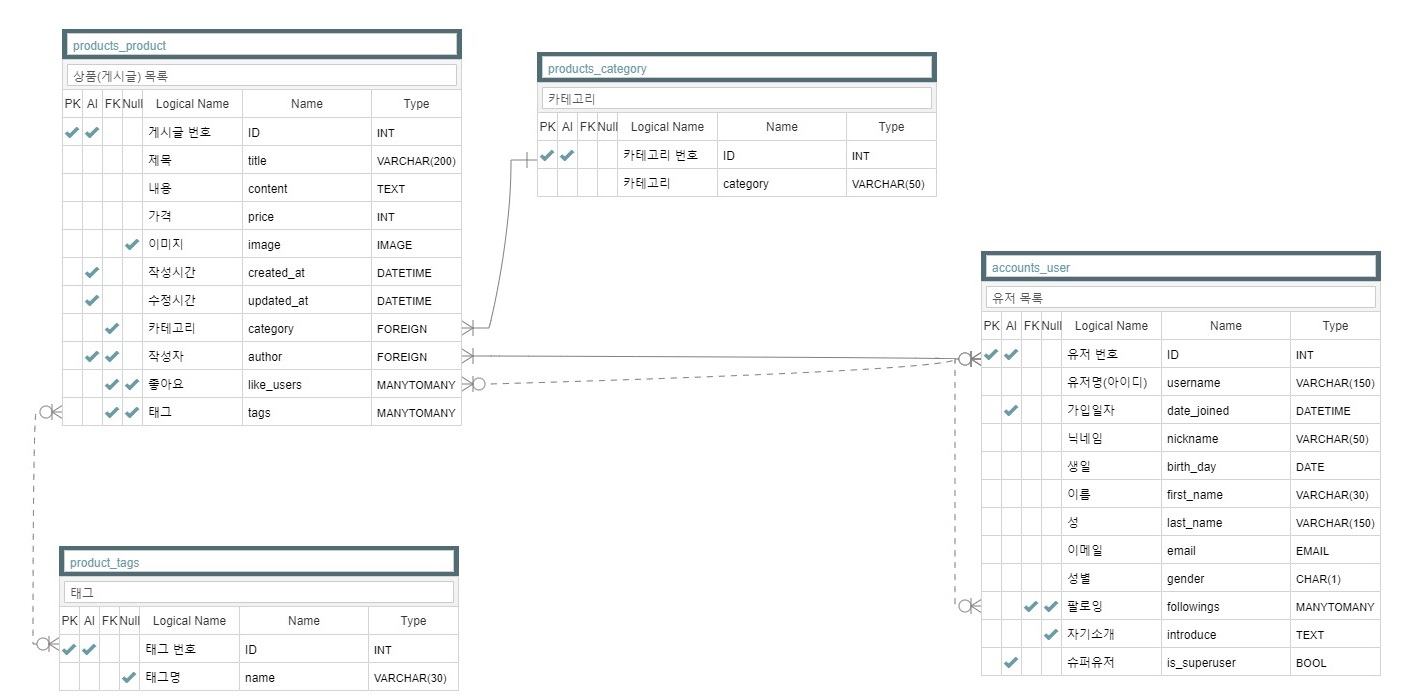 products_product
상품(게시글) 목록
PK AI FK Null Logical Name Name Type
게시글 번호 ID INT
제목 title VARCHAR(200)
내용 content TEXT
가격 price INT
이미지 image IMAGE
작성시간 created_at DATETIME
수정시간 updated_at DATETIME
카테고리 category FOREIGN
작성자 author FOREIGN
좋아요 like_users MANYTOMANY
태그 tags MANYTOMANY
products_category
카테고리
PK AI FK Null Logical Name Name Type
카테고리 번호 ID INT
카테고리 category VARCHAR(50)
accounts_user
유저 목록
PK AI FK Null Logical Name Name Type
유저 번호 ID INT
유저명(아이디) username VARCHAR(150)
가입일자 date_joined DATETIME
닉네임 nickname VARCHAR(50)
생일 birth_day DATE
이름 first_name VARCHAR(30)
성 last_name VARCHAR(150)
이메일 email EMAIL
성별 gender CHAR(1)
팔로잉 followings MANYTOMANY
자기소개 introduce TEXT
슈퍼유저 is_superuser BOOL
product_tags
태그
PK AI FK Null Logical Name Name Type
태그 번호 ID INT
태그명 name VARCHAR(30)